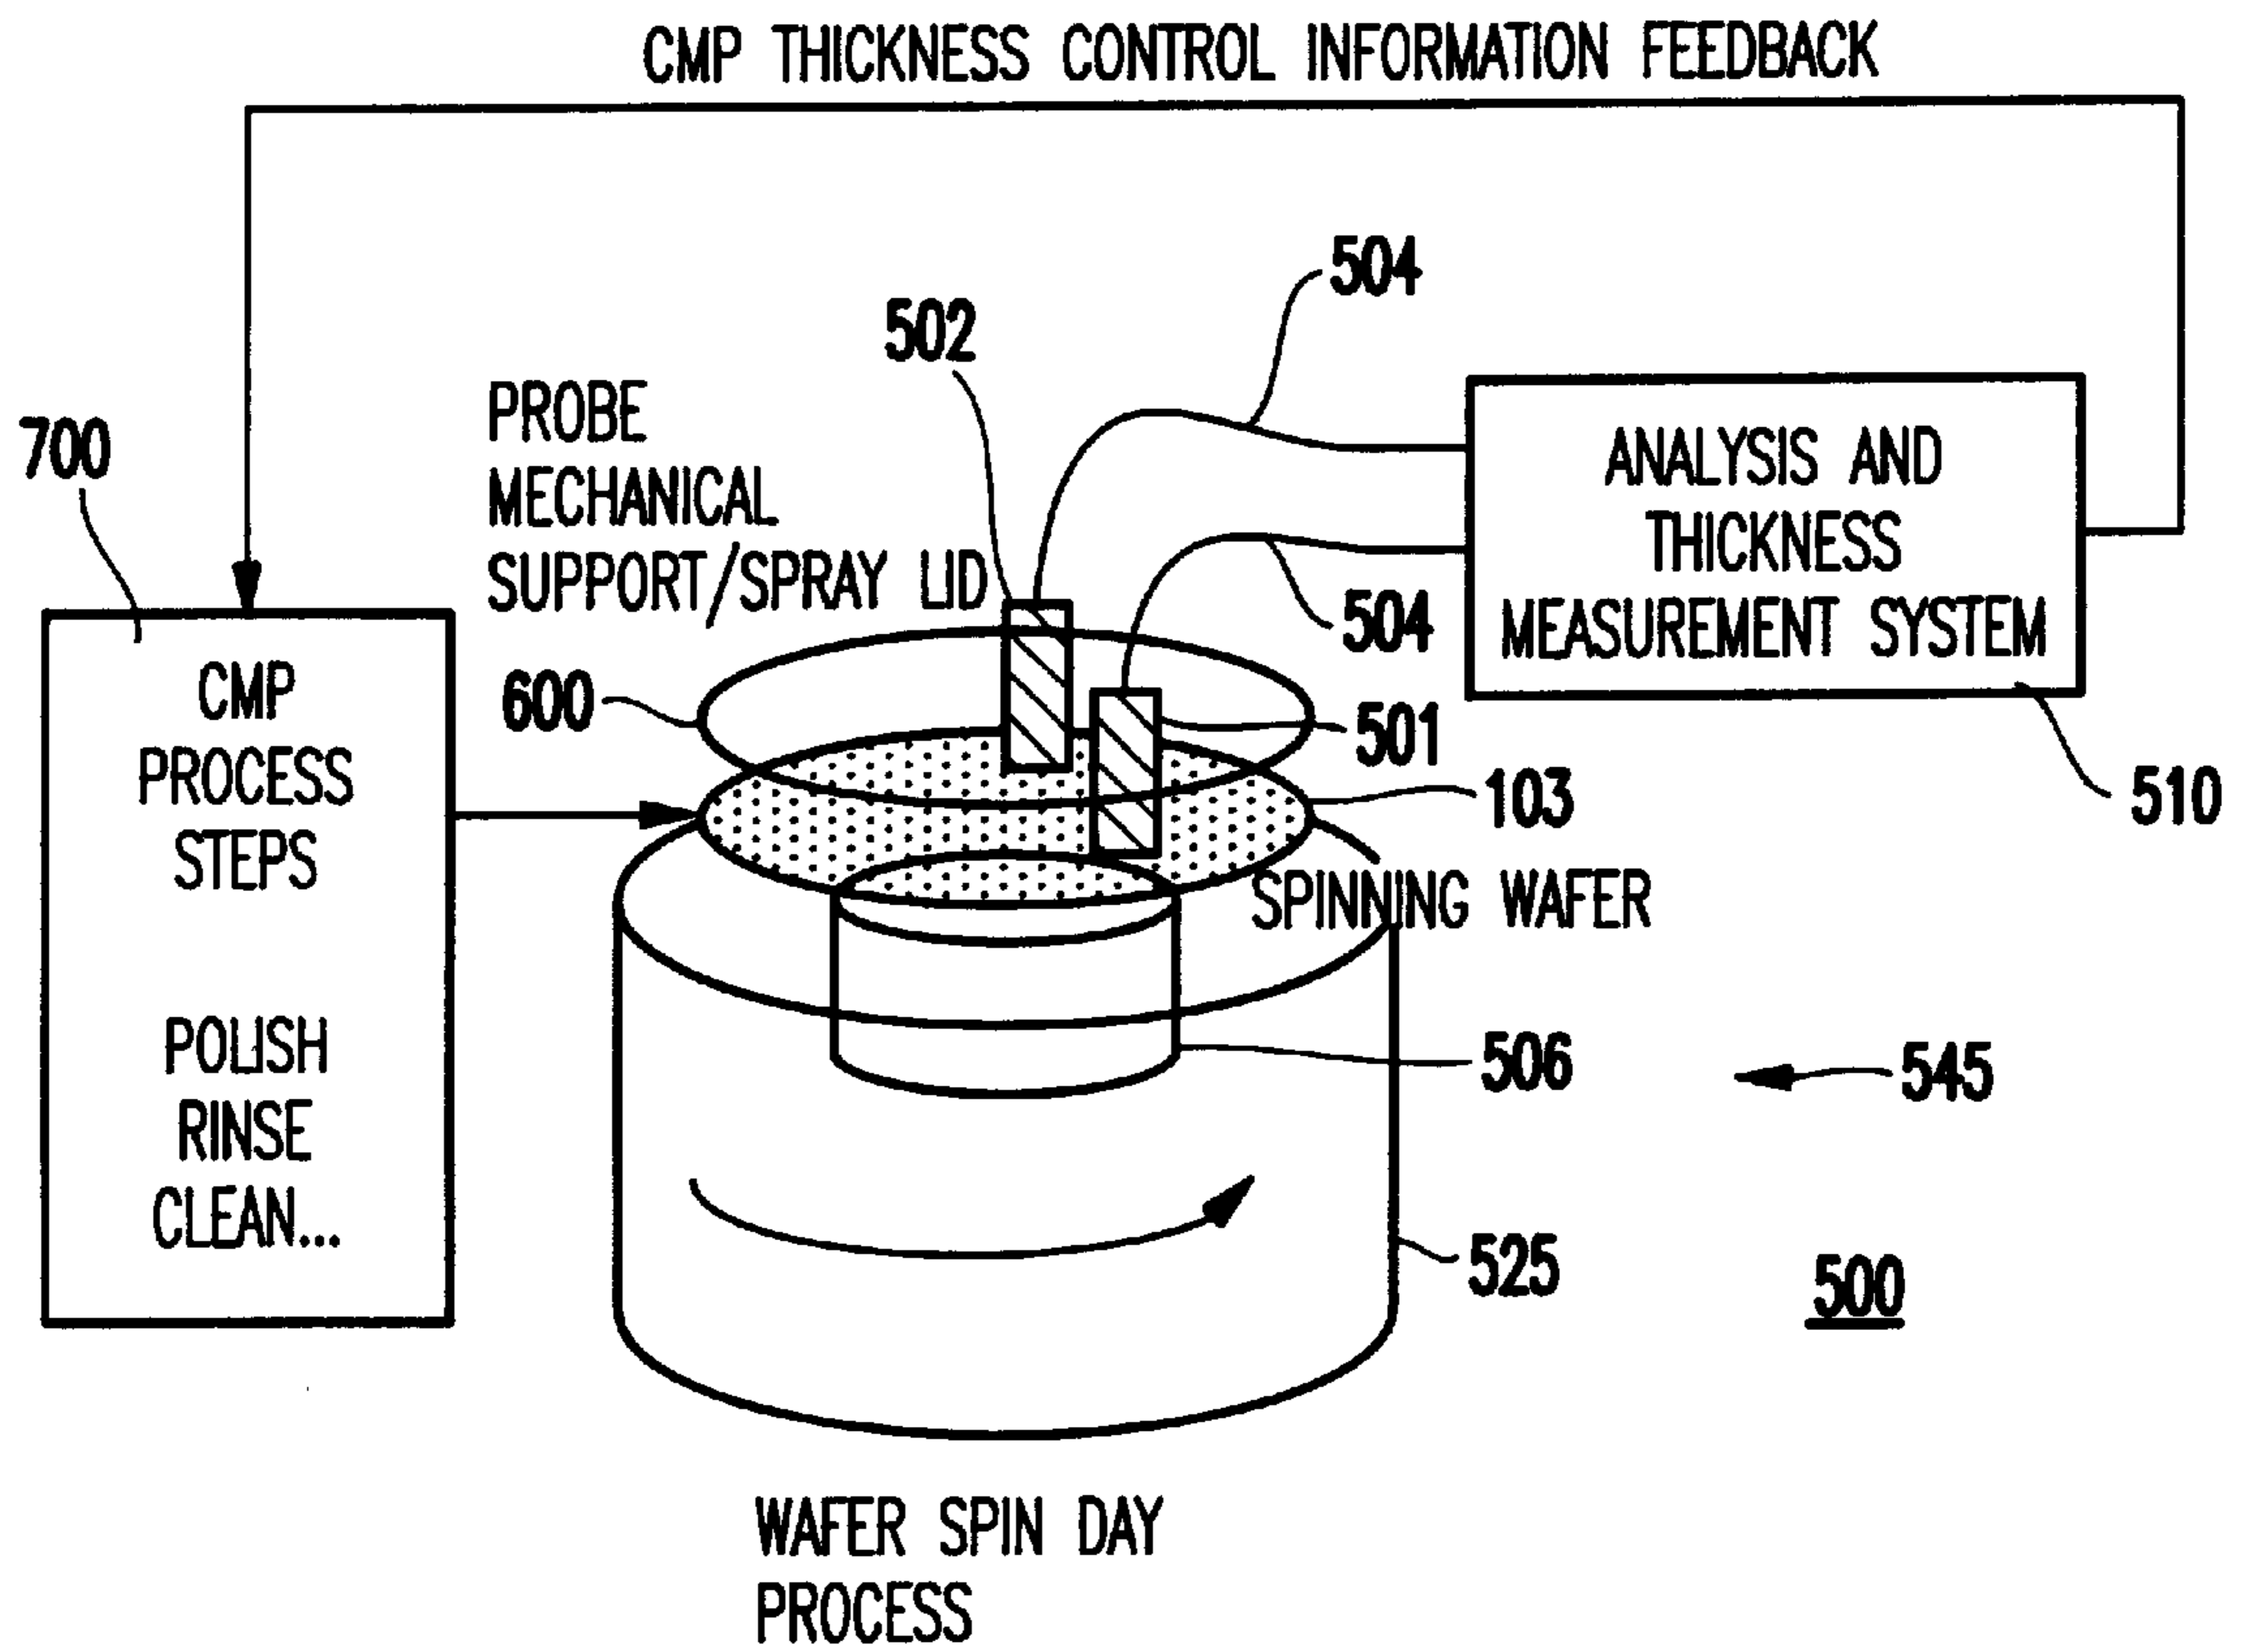 CMP THICKNESS CONTROL INFORMATION FEEDBACK
504
502
PROBE
MECHANICAL
SUPPORT/SPRAY LID
700
ANALYSIS AND
THICKNESS
MEASUREMENT SYSTEM
504
600
501
103
510
CMP
PROCESS
STEPS
POLISH
RINSE
CLEAN...
SPINNING WAFER
506
545
525
500
WAFER SPIN DAY
PROCESS